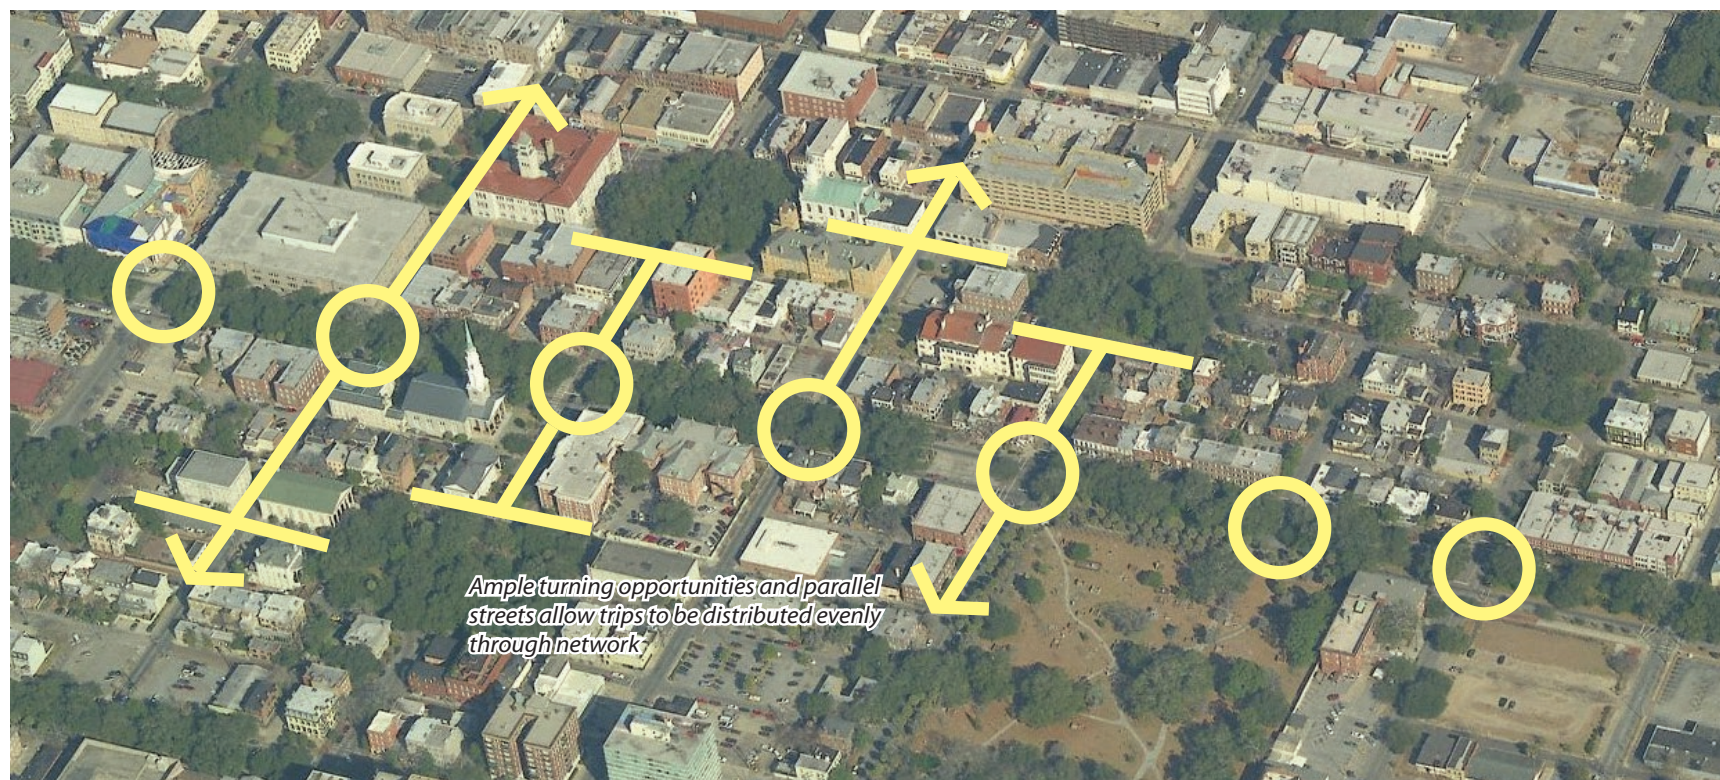 Ample turning opportunities and parallel
streets allow trips to be distributed evenly
through network